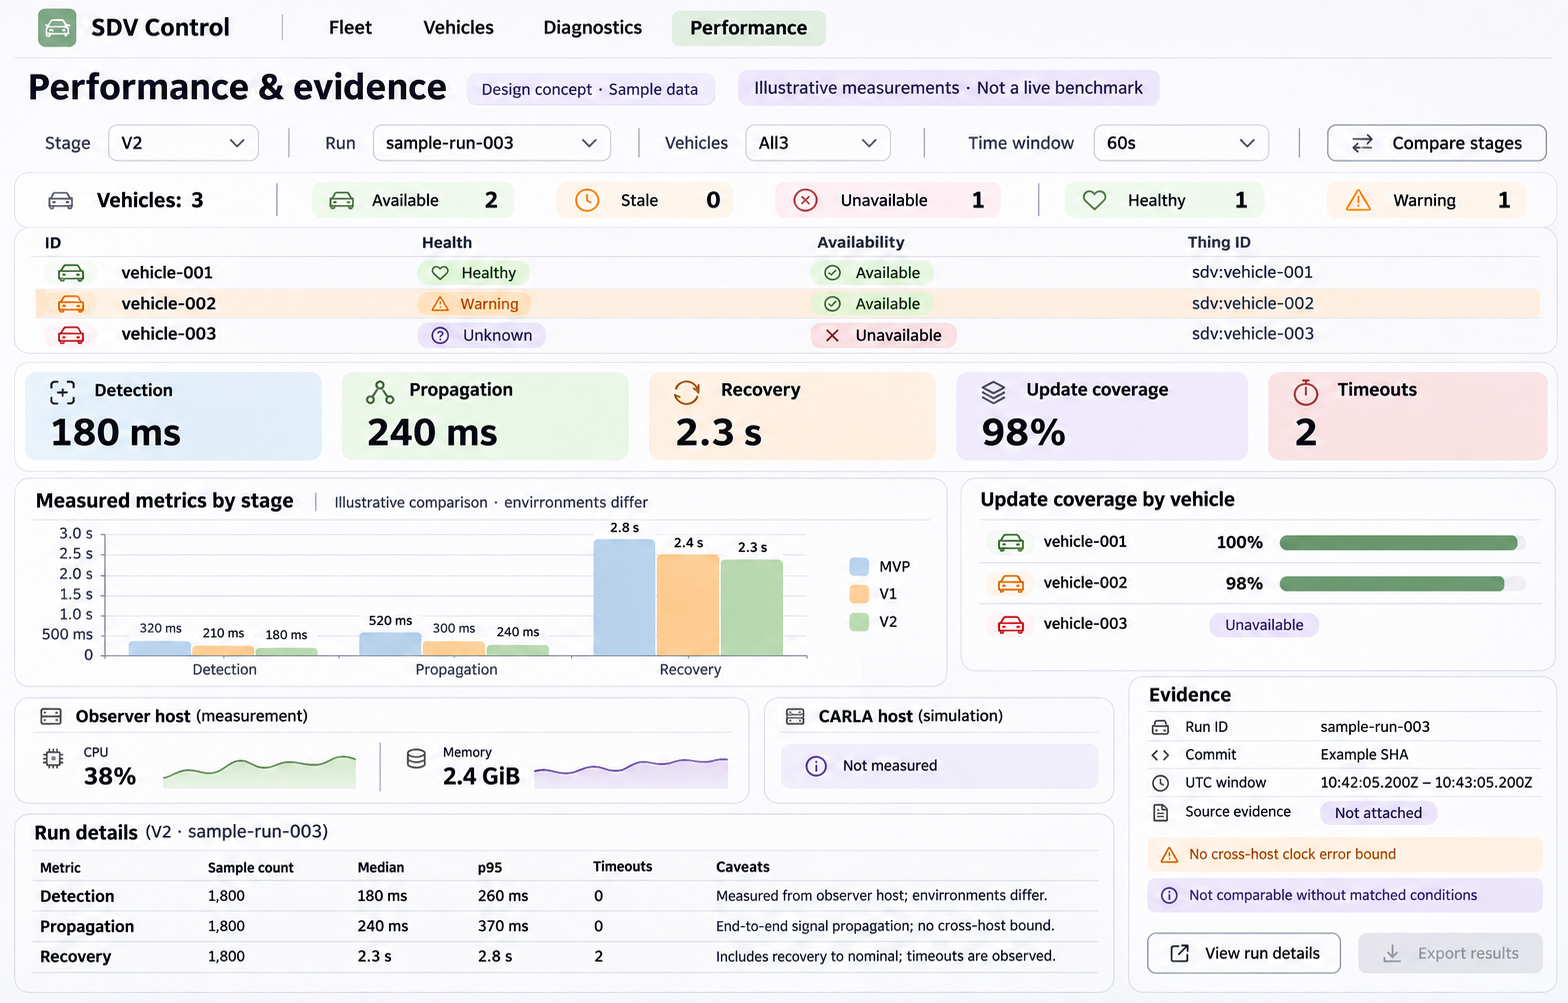 SDV Control Fleet Vehicles Diagnostics Performance
Performance & evidence Design concept · Sample data Illustrative measurements · Not a live benchmark
Stage V2 Run sample-run-003 Vehicles All3 Time window 60s Compare stages
Vehicles: 3 Available 2 Stale 0 Unavailable 1 Healthy 1 Warning 1
ID Health Availability Thing ID
vehicle-001 Healthy Available sdv:vehicle-001
vehicle-002 Warning Available sdv:vehicle-002
vehicle-003 Unknown Unavailable sdv:vehicle-003
Detection
180 ms
Propagation
240 ms
Recovery
2.3 s
Update coverage
98%
Timeouts
2
Measured metrics by stage Illustrative comparison · envirronments differ
3.0 s
2.5 s
2.0 s
1.5 s
1.0 s
500 ms
0
320 ms 210 ms 180 ms
520 ms 300 ms 240 ms
2.8 s 2.4 s 2.3 s
Detection Propagation Recovery
MVP
V1
V2
Update coverage by vehicle
vehicle-001 100%
vehicle-002 98%
vehicle-003 Unavailable
Observer host (measurement)
CPU
38%
Memory
2.4 GiB
CARLA host (simulation)
Not measured
Evidence
Run ID sample-run-003
Commit Example SHA
UTC window 10:42:05.200Z – 10:43:05.200Z
Source evidence Not attached
No cross-host clock error bound
Not comparable without matched conditions
View run details Export results
Run details (V2 · sample-run-003)
Metric Sample count Median p95 Timeouts Caveats
Detection 1,800 180 ms 260 ms 0 Measured from observer host; envirronments differ.
Propagation 1,800 240 ms 370 ms 0 End-to-end signal propagation; no cross-host bound.
Recovery 1,800 2.3 s 2.8 s 2 Includes recovery to nominal; timeouts are observed.